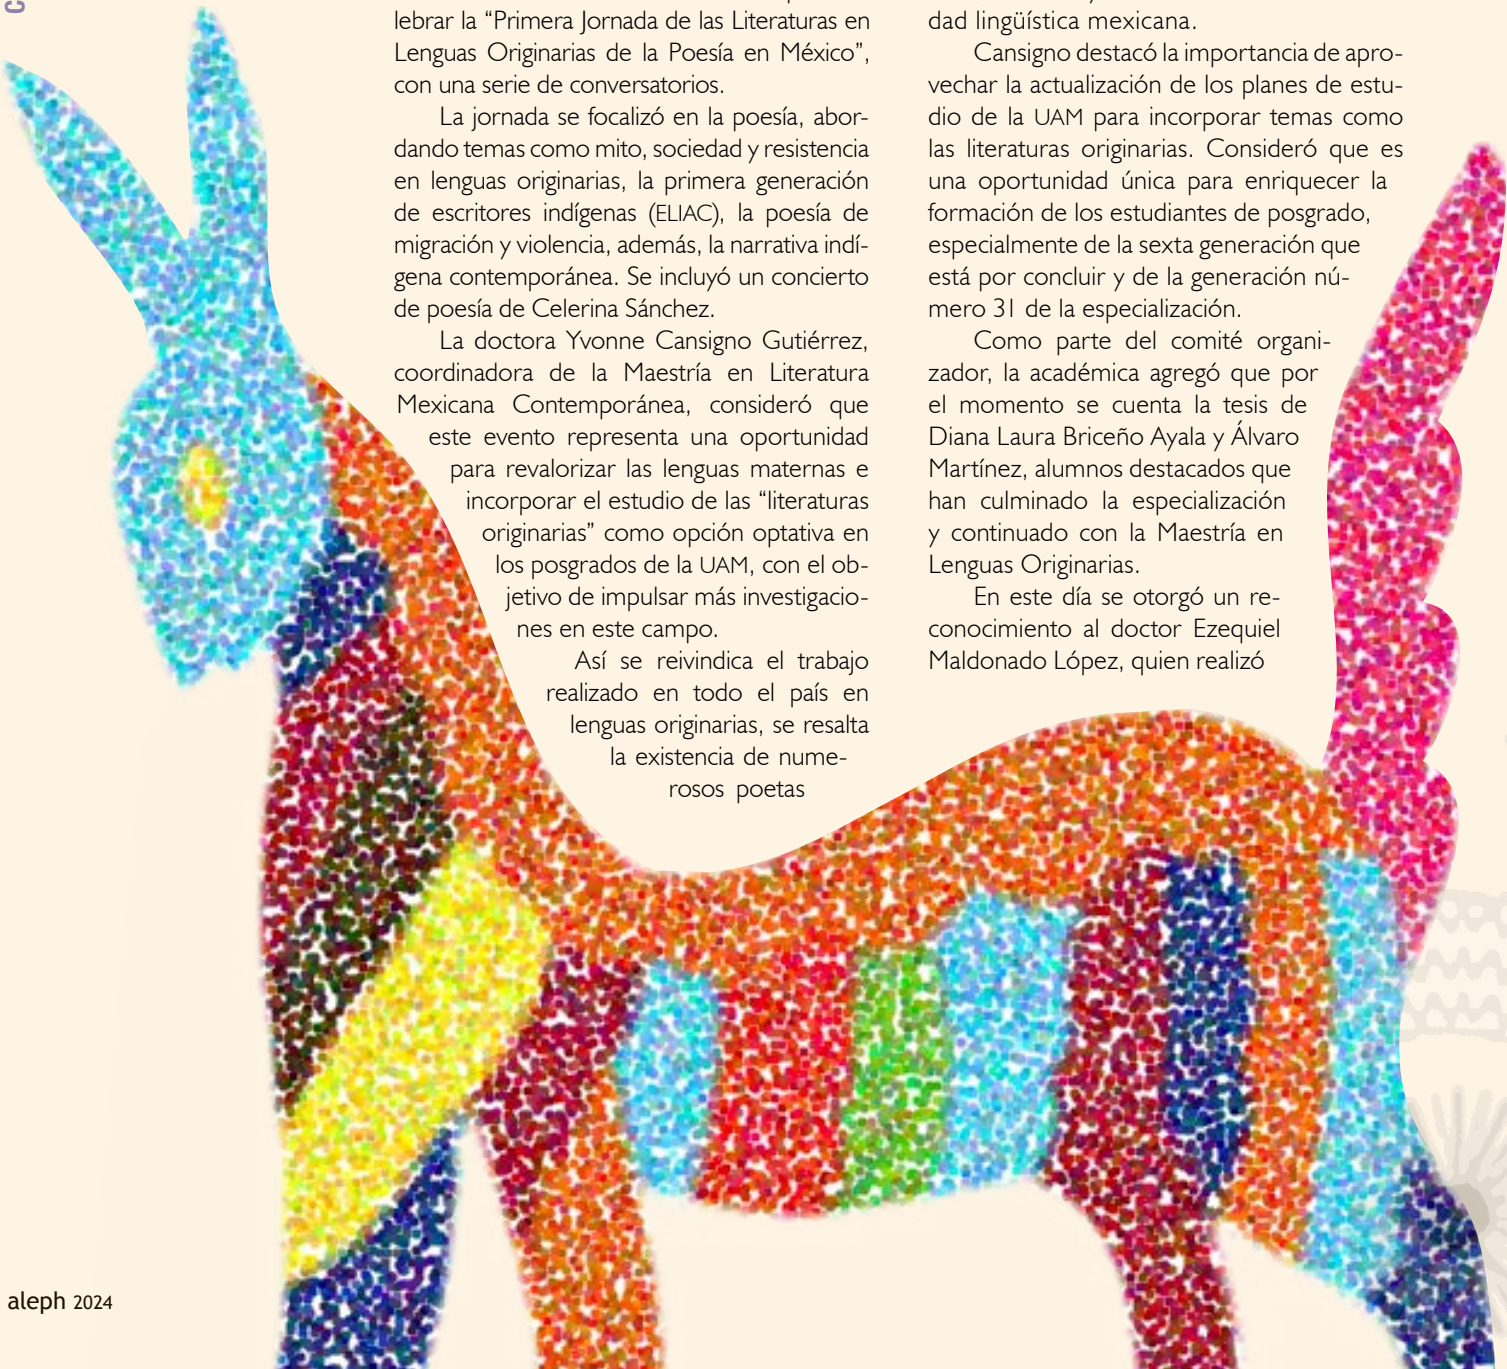 lebrar la “Primera Jornada de las Literaturas en
Lenguas Originarias de la Poesía en México”,
con una serie de conversatorios.
La jornada se focalizó en la poesía, abor-
dando temas como mito, sociedad y resistencia
en lenguas originarias, la primera generación
de escritores indígenas (ELIAC), la poesía de
migración y violencia, además, la narrativa indí-
gena contemporánea. Se incluyó un concierto
de poesía de Celerina Sánchez.
La doctora Yvonne Cansigno Gutiérrez,
coordinadora de la Maestría en Literatura
Mexicana Contemporánea, consideró que
este evento representa una oportunidad
para revalorizar las lenguas maternas e
incorporar el estudio de las “literaturas
originarias” como opción optativa en
los posgrados de la UAM, con el ob-
jetivo de impulsar más investigacio-
nes en este campo.
Así se reivindica el trabajo
realizado en todo el país en
lenguas originarias, se resalta
la existencia de nume-
rosos poetas
dad lingüística mexicana.
Cansigno destacó la importancia de apro-
vechar la actualización de los planes de estu-
dio de la UAM para incorporar temas como
las literaturas originarias. Consideró que es
una oportunidad única para enriquecer la
formación de los estudiantes de posgrado,
especialmente de la sexta generación que
está por concluir y de la generación nú-
mero 31 de la especialización.
Como parte del comité organi-
zador, la académica agregó que por
el momento se cuenta la tesis de
Diana Laura Briceño Ayala y Álvaro
Martínez, alumnos destacados que
han culminado la especialización
y continuado con la Maestría en
Lenguas Originarias.
En este día se otorgó un re-
conocimiento al doctor Ezequiel
Maldonado López, quien realizó
aleph 2024